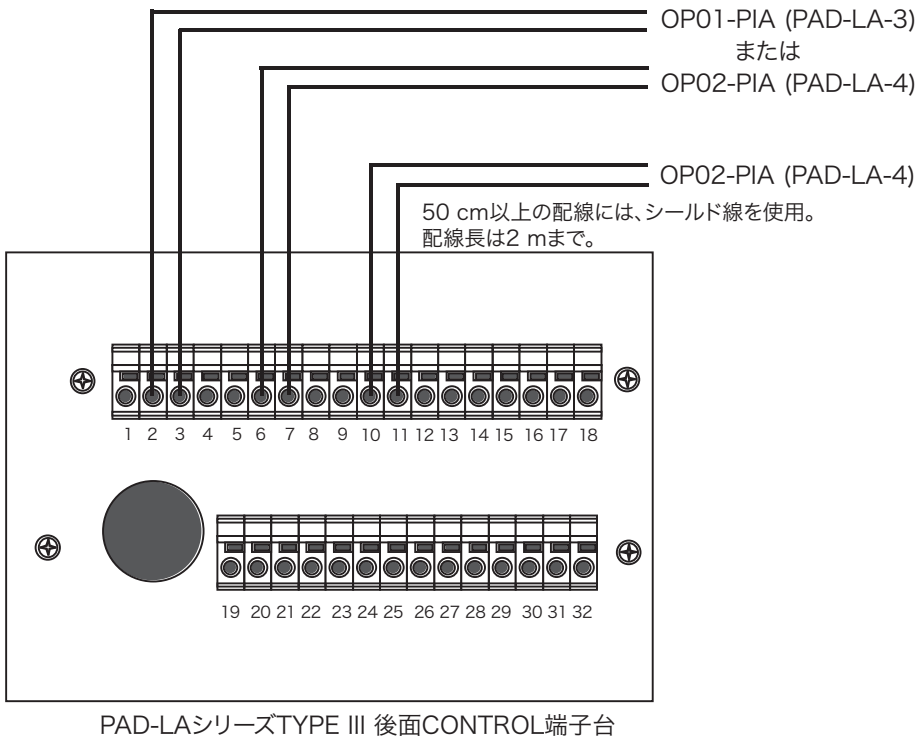 OP01-PIA (PAD-LA-3)
または
OP02-PIA (PAD-LA-4)
OP02-PIA (PAD-LA-4)
50 cm以上の配線には、シールド線を使用。
配線長は2 mまで。
1 2 3 4 5 6 7 8 9 10 11 12 13 14 15 16 17 18
19 20 21 22 23 24 25 26 27 28 29 30 31 32
PAD-LAシリーズTYPE III 後面CONTROL端子台